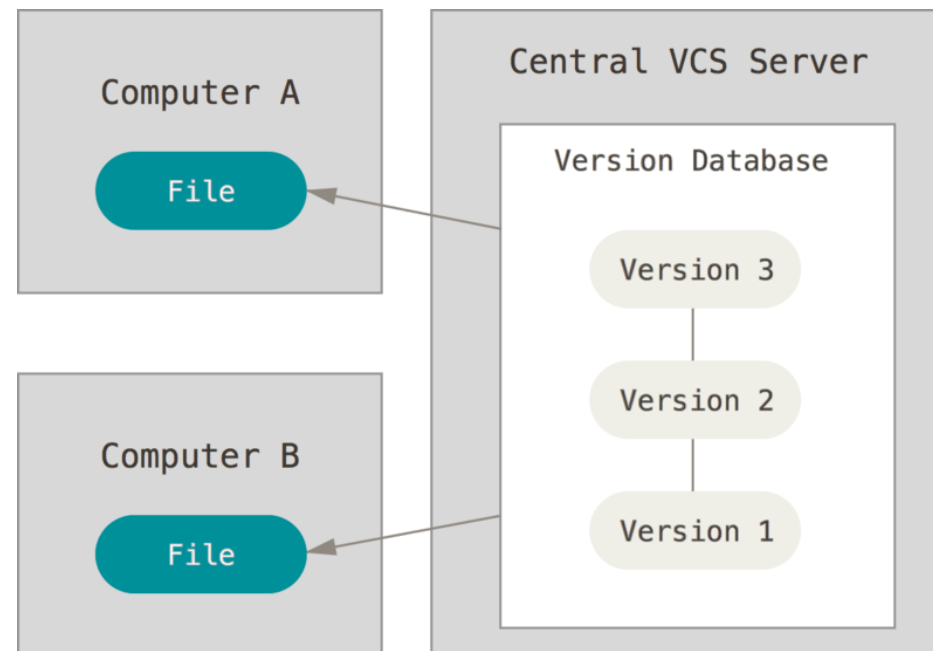 Computer A
File
Computer B
File
Central VCS Server
Version Database
Version 3
Version 2
Version 1